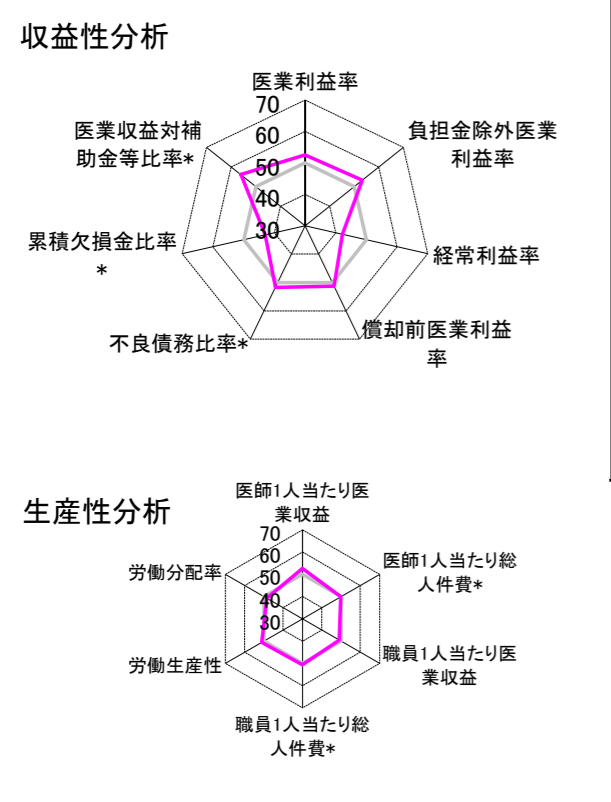 収益性分析
医業利益率
負担金除外医業
利益率
経常利益率
償却前医業利益
率
不良債務比率*
累積欠損金比率
*
医業収益対補
助金等比率*
70
60
50
40
30
生産性分析
医師1人当たり医
業収益
医師1人当たり総
人件費*
職員1人当たり医
業収益
職員1人当たり総
人件費*
労働生産性
労働分配率
70
60
50
40
30